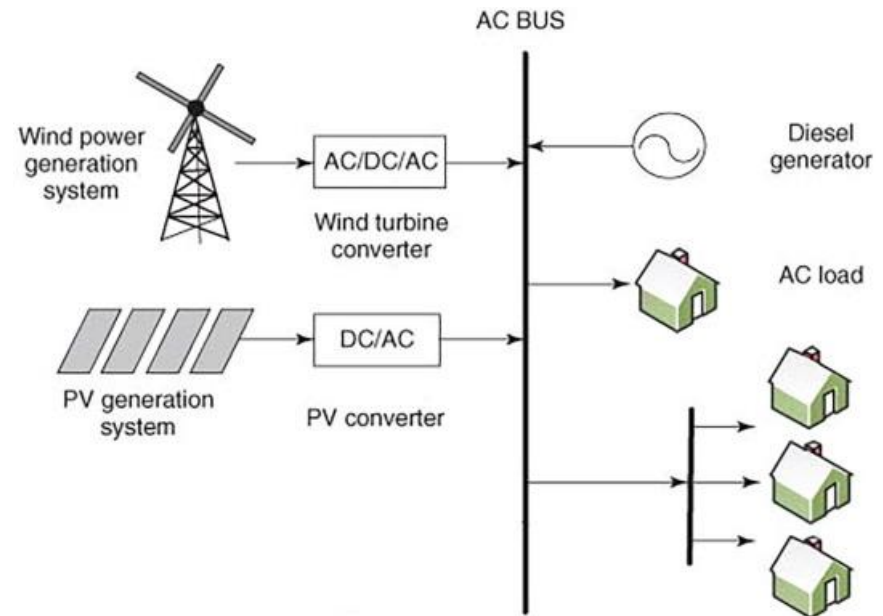 AC BUS
Wind power
generation
system
AC/DC/AC
Wind turbine
converter
Diesel
generator
AC load
DC/AC
PV generation
system
PV converter